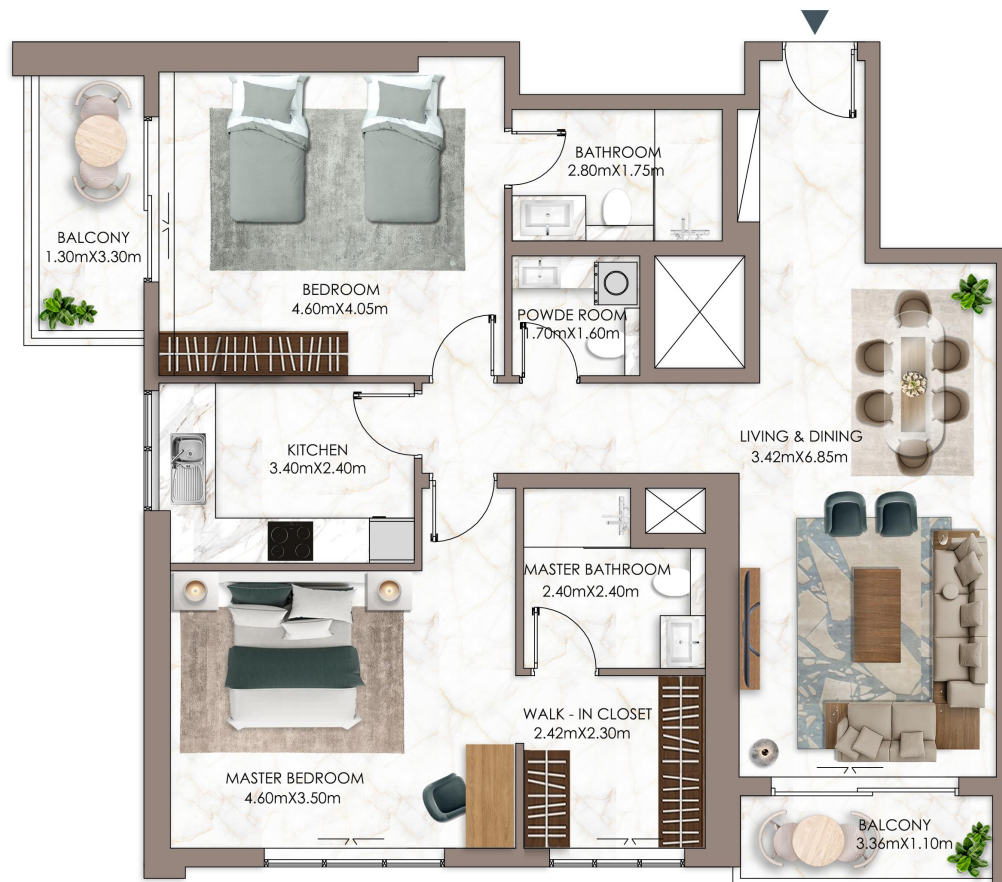 BATHROOM
2.80mX1.75m
BALCONY
1.30mX3.30m
BEDROOM
4.60mX4.05m
POWDE ROOM
1.70mX1.60m
KITCHEN
3.40mX2.40m
LIVING & DINING
3.42mX6.85m
MASTER BATHROOM
2.40mX2.40m
WALK - IN CLOSET
2.42mX2.30m
MASTER BEDROOM
4.60mX3.50m
BALCONY
3.36mX1.10m